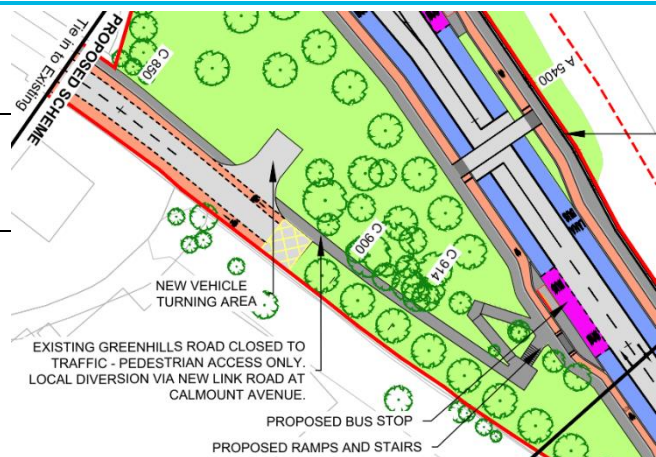 PROPOSED SCHEME
Tie in to Existing
C 850
A 5400
C 900
C 914
NEW VEHICLE
TURNING AREA
EXISTING GREENHILLS ROAD CLOSED TO
TRAFFIC - PEDESTRIAN ACCESS ONLY.
LOCAL DIVERSION VIA NEW LINK ROAD AT
CALMOUNT AVENUE.
PROPOSED BUS STOP
PROPOSED RAMPS AND STAIRS